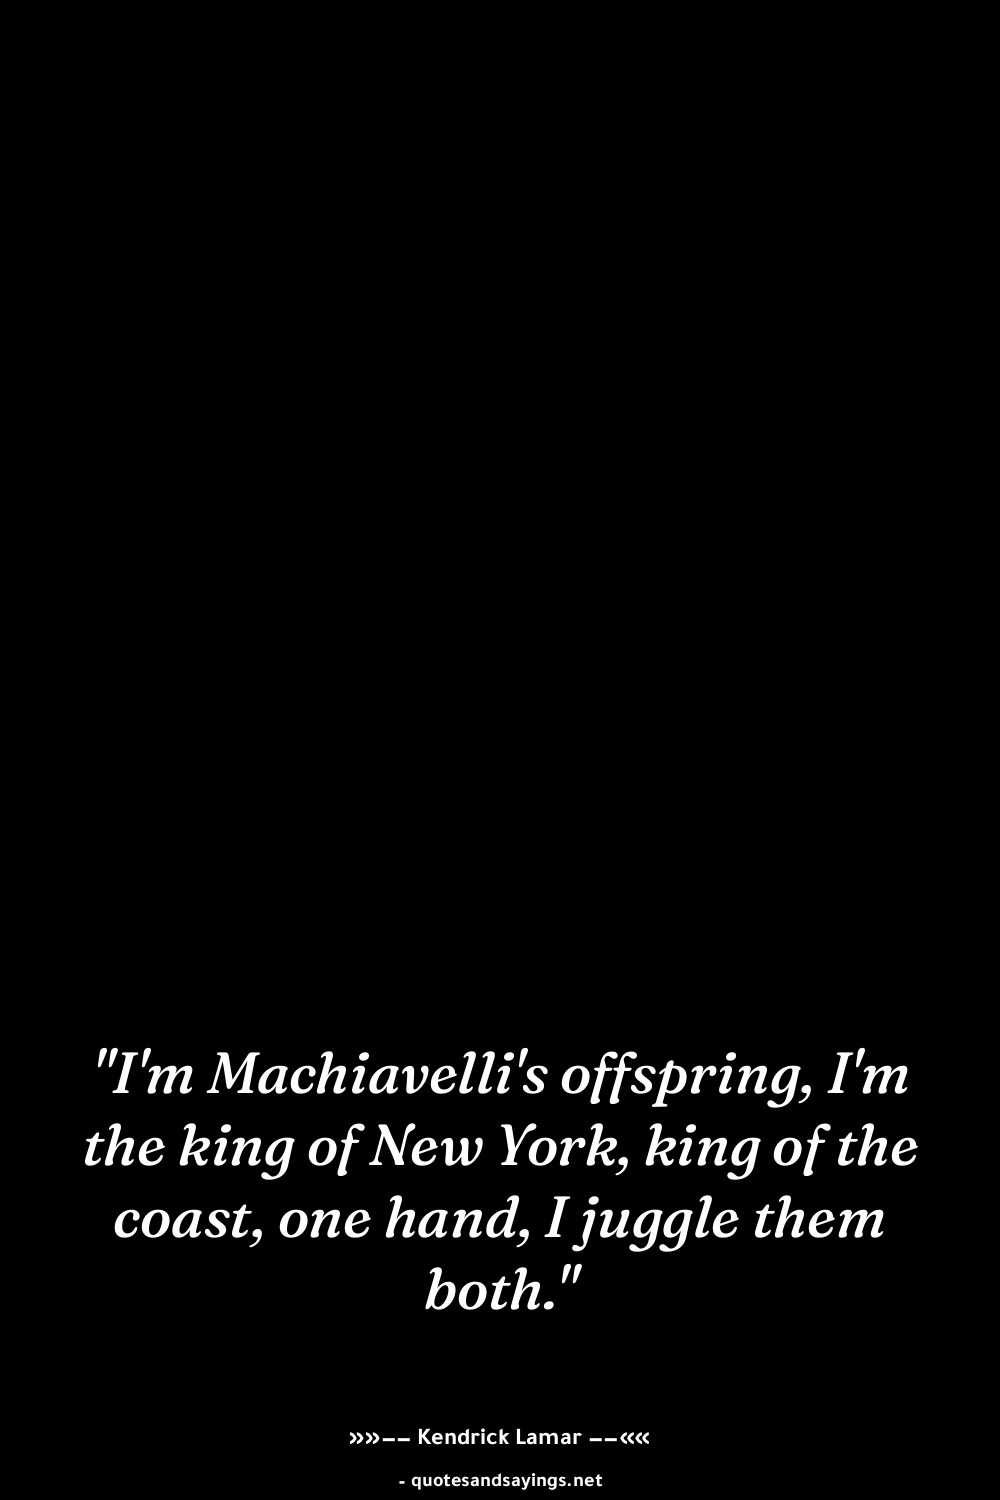 "I'm Machiavelli's offspring, I'm
the king of New York, king of the
coast, one hand, I juggle them
both."
»»−− Kendrick Lamar −−««
- quotesandsayings.net